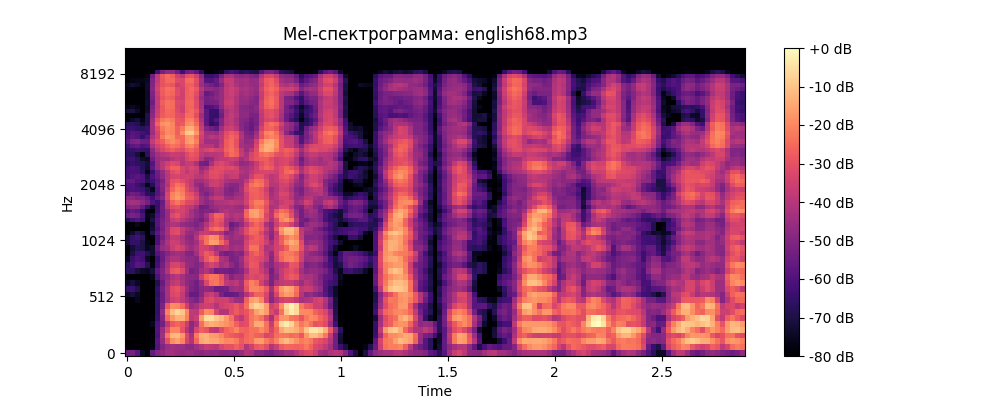 Mel-спектрограмма: english68.mp3
8192
4096
2048
1024
512
0
Hz
0
0.5
1
1.5
2
2.5
Time
+0 dB
-10 dB
-20 dB
-30 dB
-40 dB
-50 dB
-60 dB
-70 dB
-80 dB